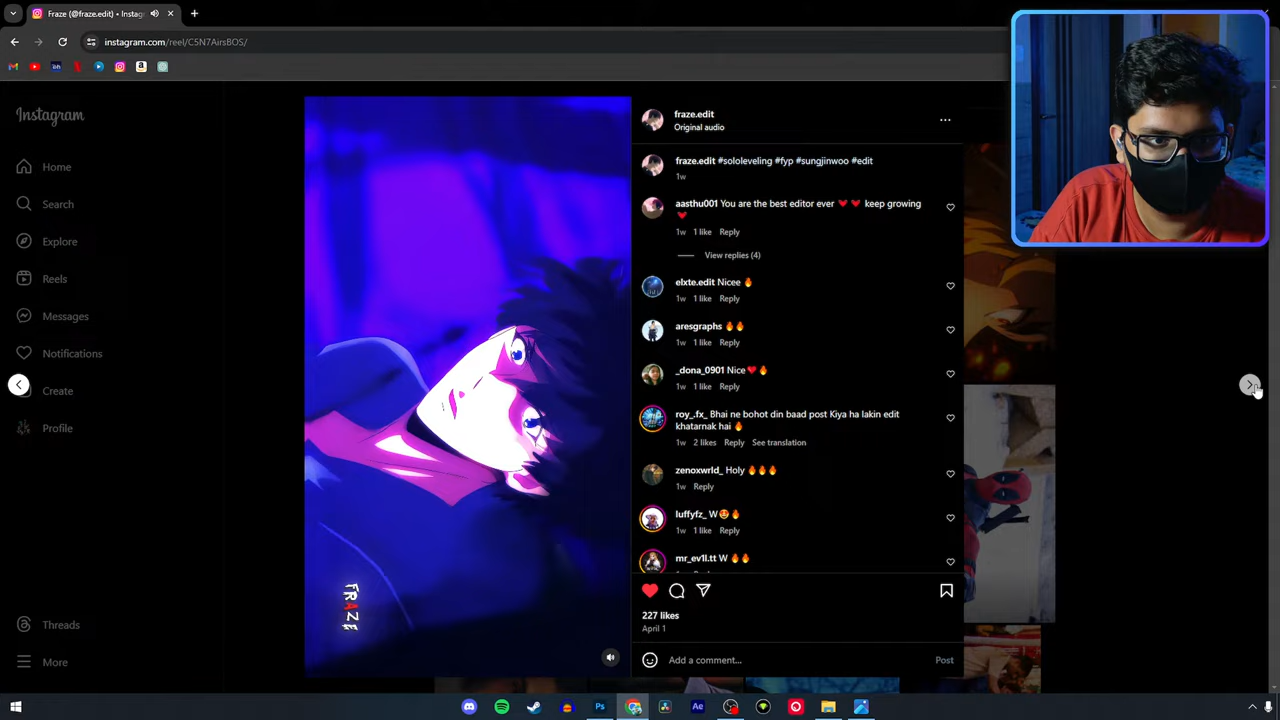 Fraze (@fraze.edit) • Instag
instagram.com/reel/C5N7AirsBOS/
Instagram
Home
Search
Explore
Reels
Messages
Notifications
Create
Profile
Threads
More
FRAZE
fraze.edit
Original audio
fraze.edit #sololeveling #fyp #sungjinwoo #edit
1w
aasthu001 You are the best editor ever ❤️ ❤️ keep growing
❤️
1w 1 like Reply
View replies (4)
elxte.edit Nicee 🔥
1w 1 like Reply
aresgraphs 🔥🔥
1w 1 like Reply
_dona_0901 Nice❤️🔥
1w 1 like Reply
roy_.fx_ Bhai ne bohot din baad post Kiya ha lakin edit
khatarnak hai 🔥
1w 2 likes Reply See translation
zenoxwrld_ Holy 🔥🔥🔥
1w Reply
luffyfz_ W😍🔥
1w 1 like Reply
mr_ev1l.tt W 🔥🔥
227 likes
April 1
Add a comment...
Post